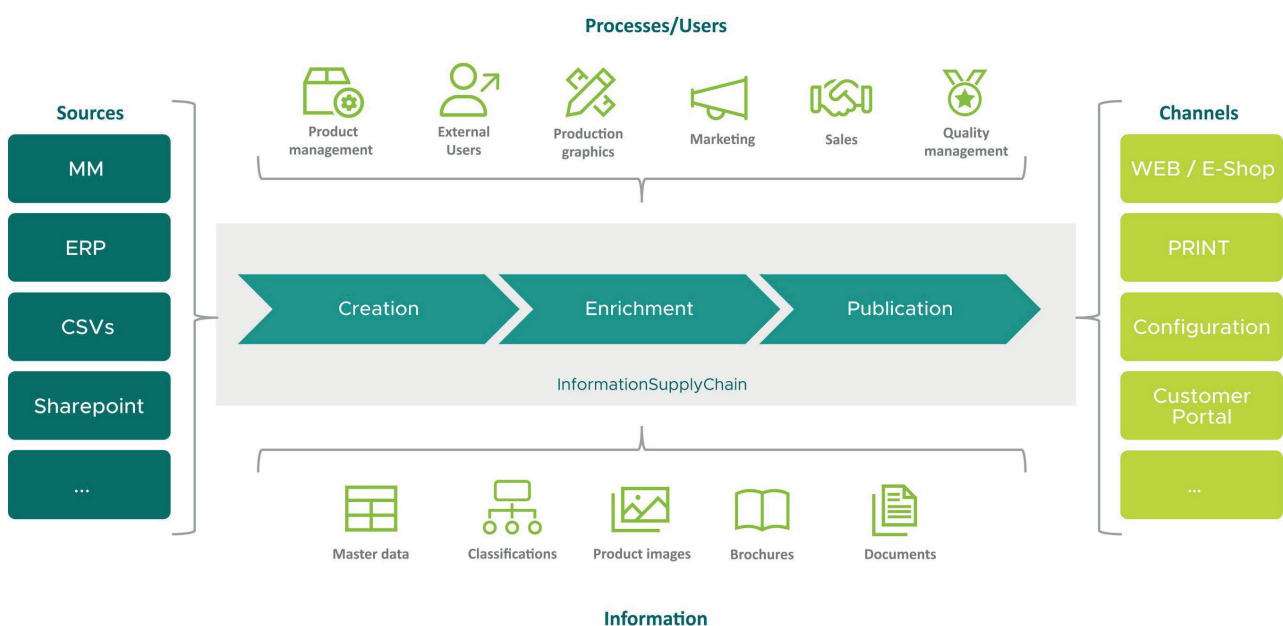 Processes/Users
Product
management
External
Users
Production
graphics
Marketing
Sales
Quality
management
Sources
MM
ERP
CSVs
Sharepoint
...
Creation
Enrichment
Publication
InformationSupplyChain
Channels
WEB / E-Shop
PRINT
Configuration
Customer
Portal
...
Master data
Classifications
Product images
Brochures
Documents
Information